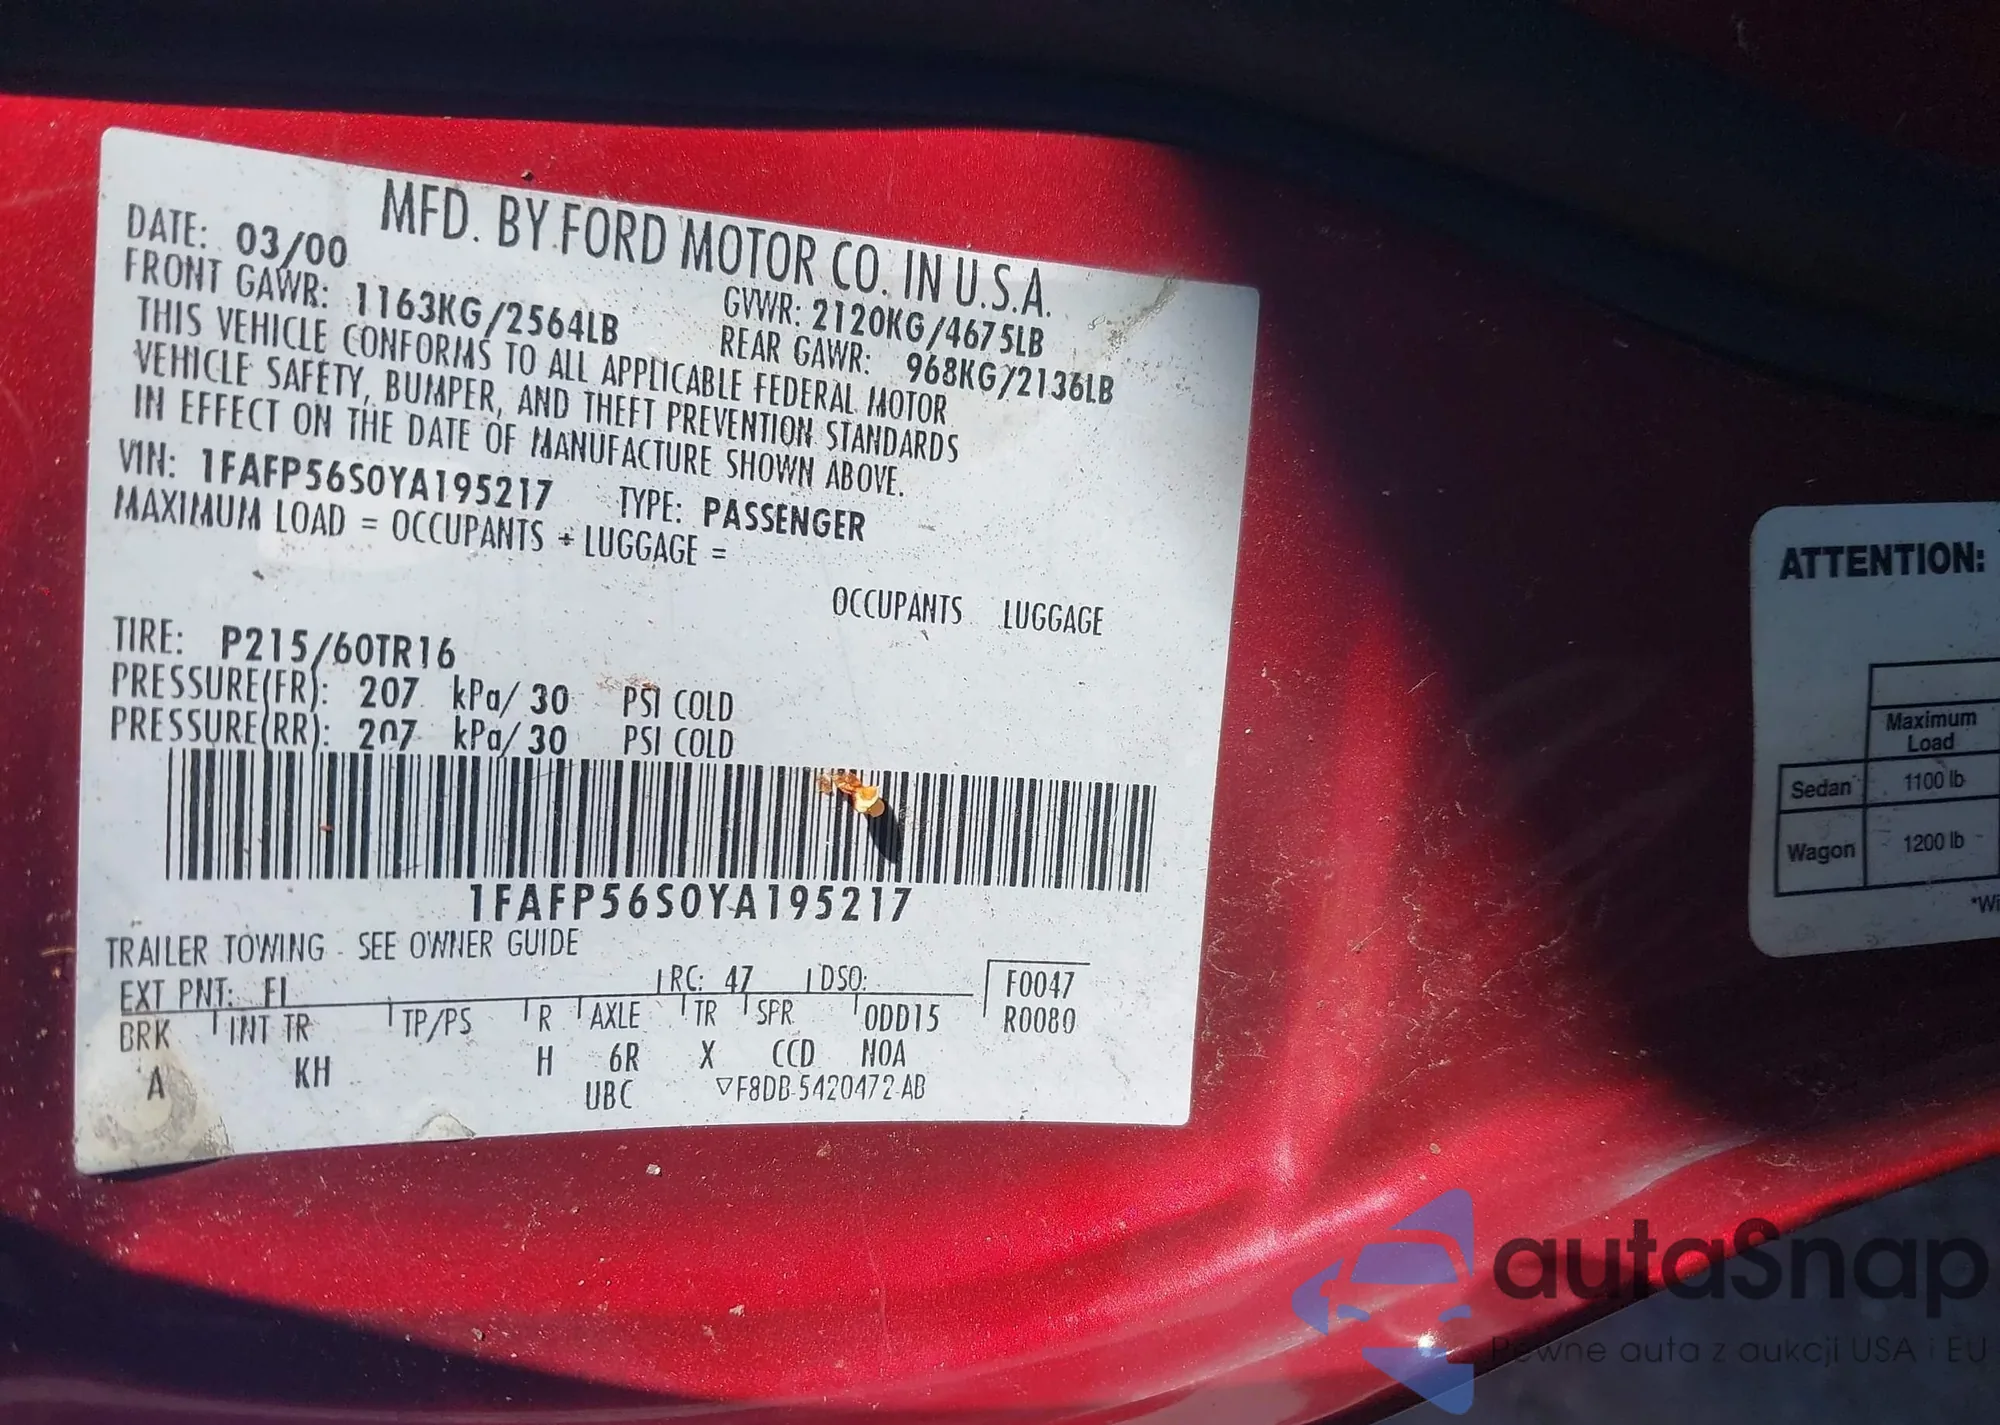 MFD. BY FORD MOTOR CO. IN U.S.A.
DATE: 03/00 GVWR: 2120KG/4675LB
FRONT GAWR: 1163KG/2564LB REAR GAWR: 968KG/2136LB
THIS VEHICLE CONFORMS TO ALL APPLICABLE FEDERAL MOTOR
VEHICLE SAFETY, BUMPER, AND THEFT PREVENTION STANDARDS
IN EFFECT ON THE DATE OF MANUFACTURE SHOWN ABOVE.
VIN: 1FAFP56S0YA195217 TYPE: PASSENGER
MAXIMUM LOAD = OCCUPANTS + LUGGAGE =
OCCUPANTS LUGGAGE
TIRE: P215/60TR16
PRESSURE(FR): 207 kPa/ 30 PSI COLD
PRESSURE(RR): 207 kPa/ 30 PSI COLD
1FAFP56S0YA195217
TRAILER TOWING - SEE OWNER GUIDE
EXT PNT: FL RC: 47 DSO: F0047
BRK INT TR TP/PS R AXLE TR SPR 0DD15 R0080
A KH H 6R X CCD NOA
UBC ▽F8DB-5420472-AB
ATTENTION:
Maximum
Load
Sedan 1100 lb
Wagon 1200 lb
*Wi
autaSnap
Pewne auta z aukcji USA i EU